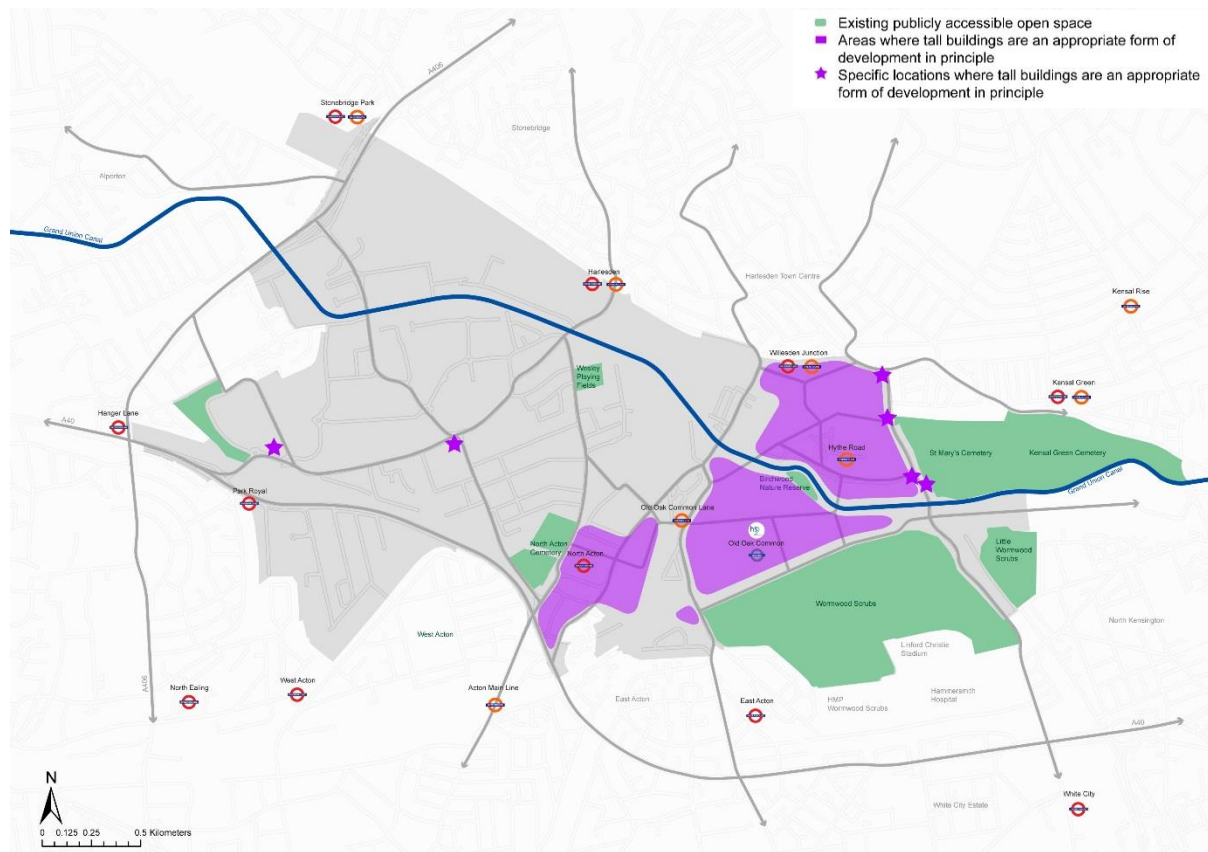 Existing publicly accessible open space
Areas where tall buildings are an appropriate form of
development in principle
Specific locations where tall buildings are an appropriate
form of development in principle
A406
Stonebridge Park
Stonebridge
Alperton
Grand Union Canal
Harlesden
Harlesden Town Centre
Kensal Rise
Willesden Junction
Wesley
Playing
Fields
Kensal Green
Hanger Lane
A40
St Mary's Cemetery
Kensal Green Cemetery
Hythe Road
Grand Union Canal
Birchwood
Nature Reserve
Park Royal
Old Oak Common Lane
hs2
Old Oak Common
North Acton
Cemetery
North Acton
Little
Wormwood
Scrubs
Wormwood Scrubs
North Kensington
West Acton
Linford Christie
Stadium
A406
North Ealing
West Acton
Acton Main Line
East Acton
East Acton
HMP
Wormwood Scrubs
Hammersmith
Hospital
A40
N
0 0.125 0.25 0.5 Kilometers
White City
White City Estate